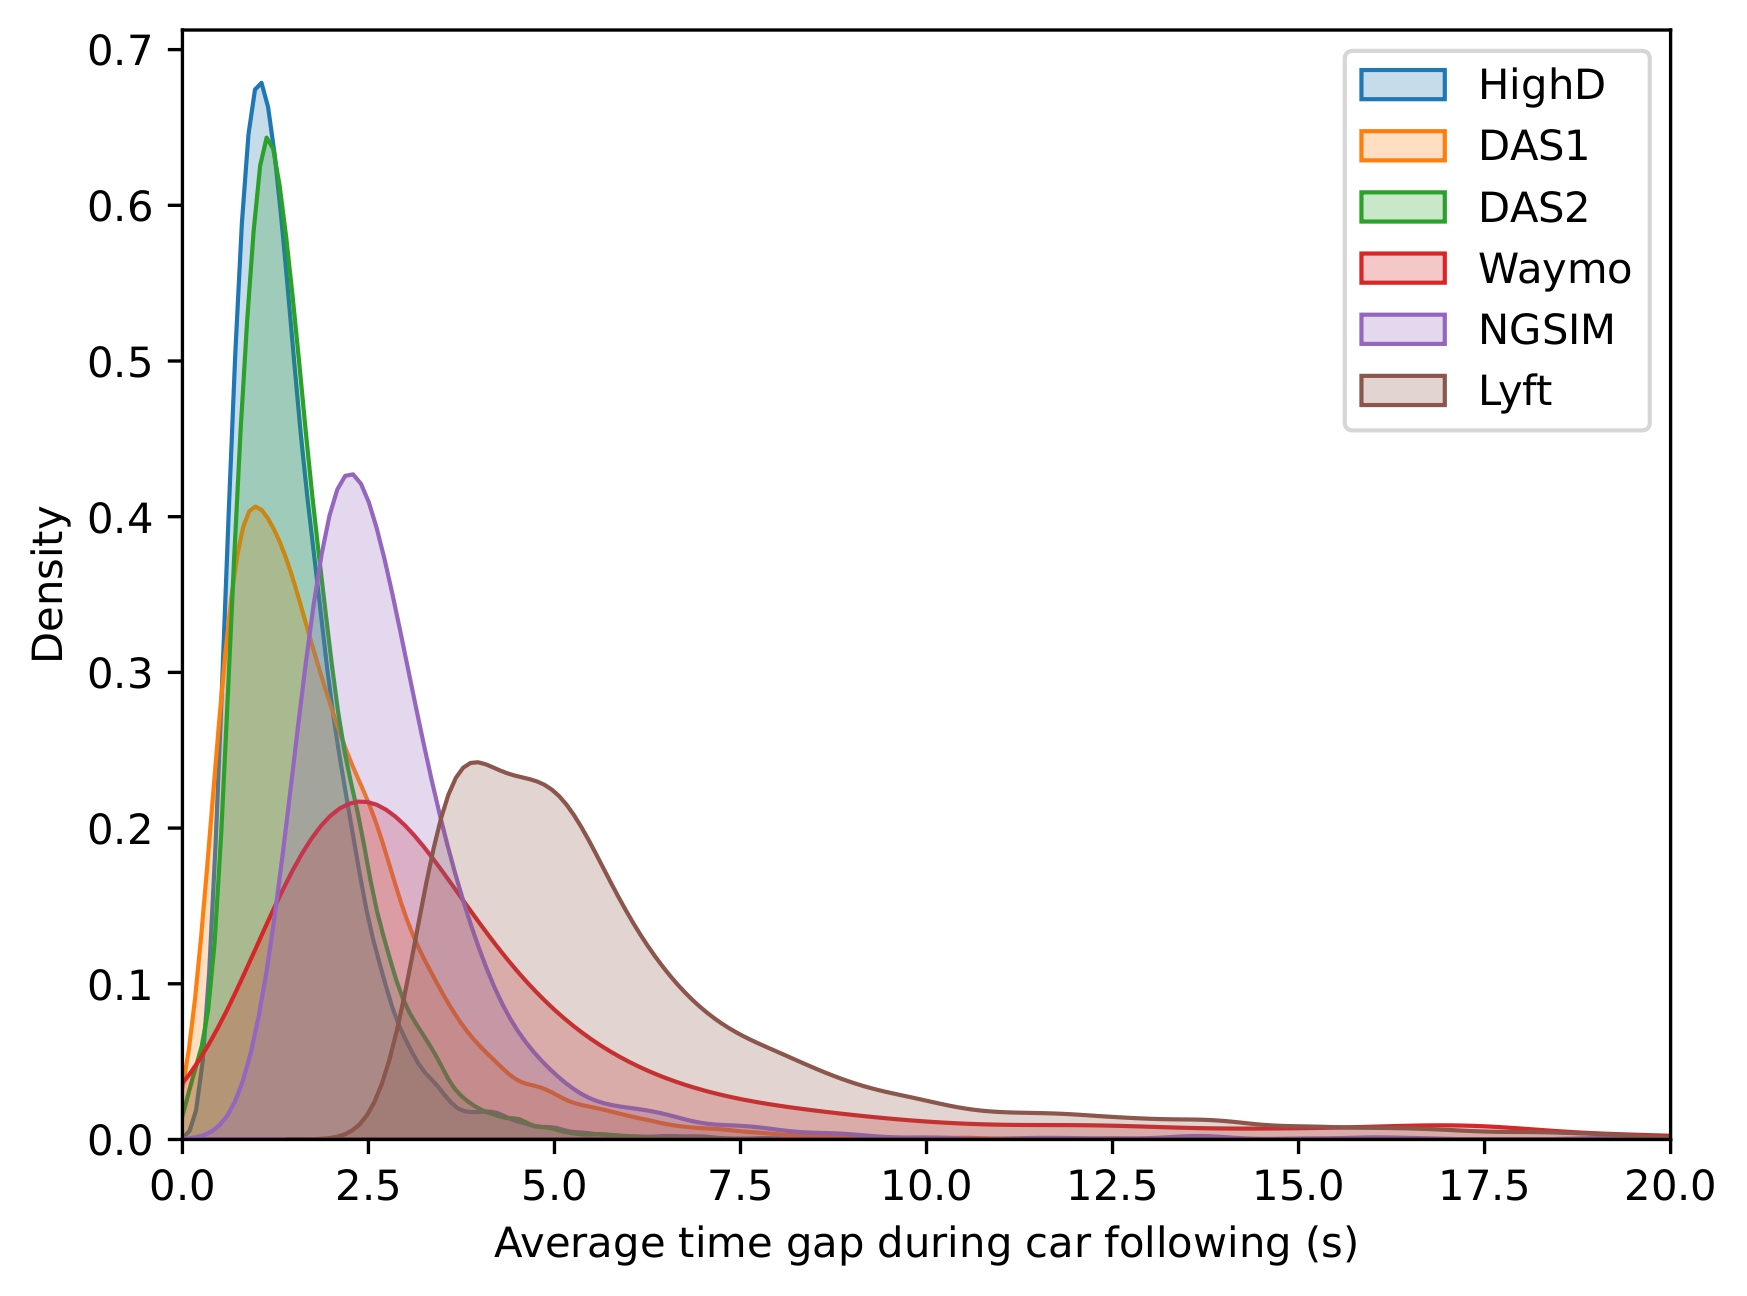 0.7
0.6
0.5
0.4
0.3
0.2
0.1
0.0
Density
HighD
DAS1
DAS2
Waymo
NGSIM
Lyft
0.0 2.5 5.0 7.5 10.0 12.5 15.0 17.5 20.0
Average time gap during car following (s)